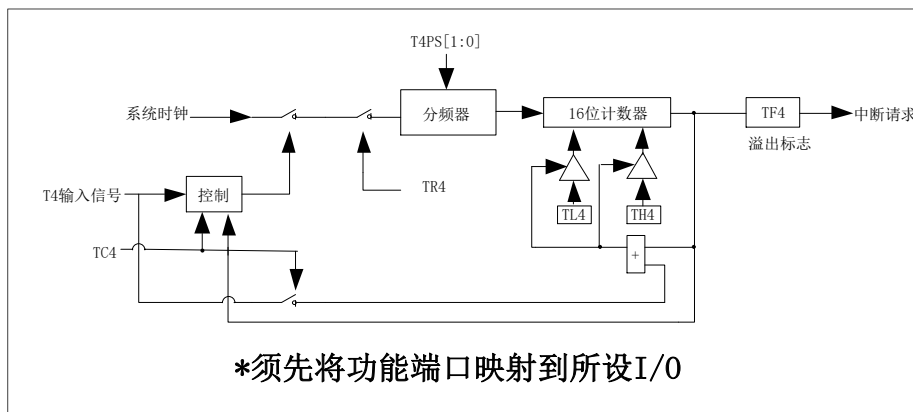 T4PS[1:0]
系统时钟
分频器
16位计数器
TF4
中断请求
溢出标志
T4输入信号
控制
TR4
TL4
TH4
TC4
+
*须先将功能端口映射到所设I/O